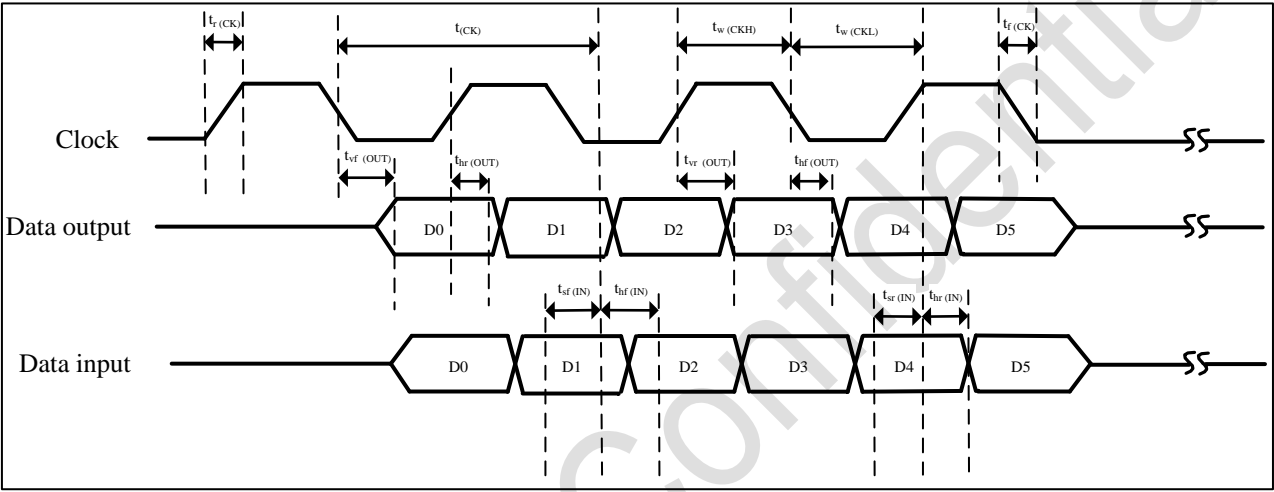 tr (CK)
t(CK)
tw (CKH)
tw (CKL)
tf (CK)
Clock
tvf (OUT)
thr (OUT)
tvr (OUT)
thf (OUT)
Data output
D0
D1
D2
D3
D4
D5
tsf (IN)
thf (IN)
tsr (IN)
thr (IN)
Data input
D0
D1
D2
D3
D4
D5
Confidential